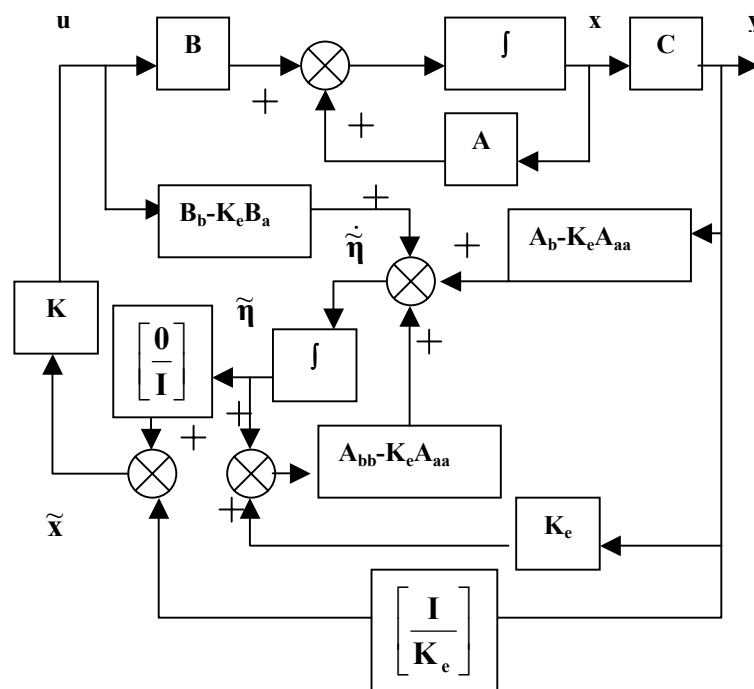 u
x
y
B
∫
C
+
+
A
B_b-K_eB_a
+
+
A_b-K_eA_aa
η̃̇
K
η̃
[0/I]
∫
+
+
+
A_bb-K_eA_aa
+
x̃
K_e
[I/K_e]